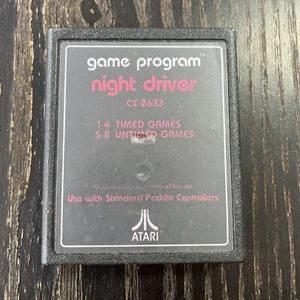 game program™
night driver
CX-2633
1-4 TIMED GAMES
5-8 UNTIMED GAMES
Use with Standard Paddle Controllers
ATARI